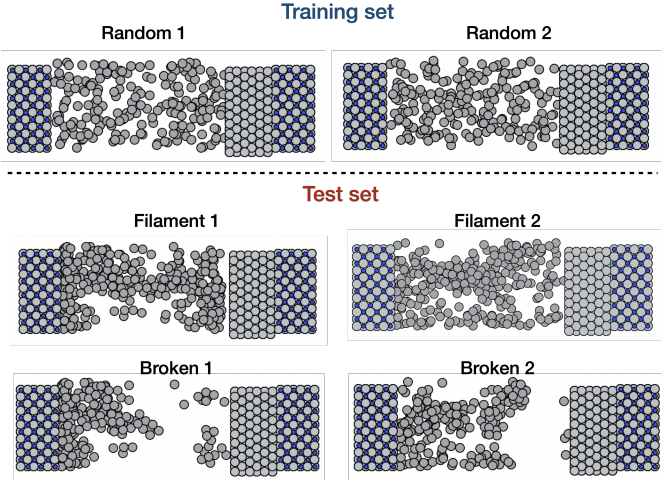 Training set
Random 1
Random 2
Test set
Filament 1
Filament 2
Broken 1
Broken 2